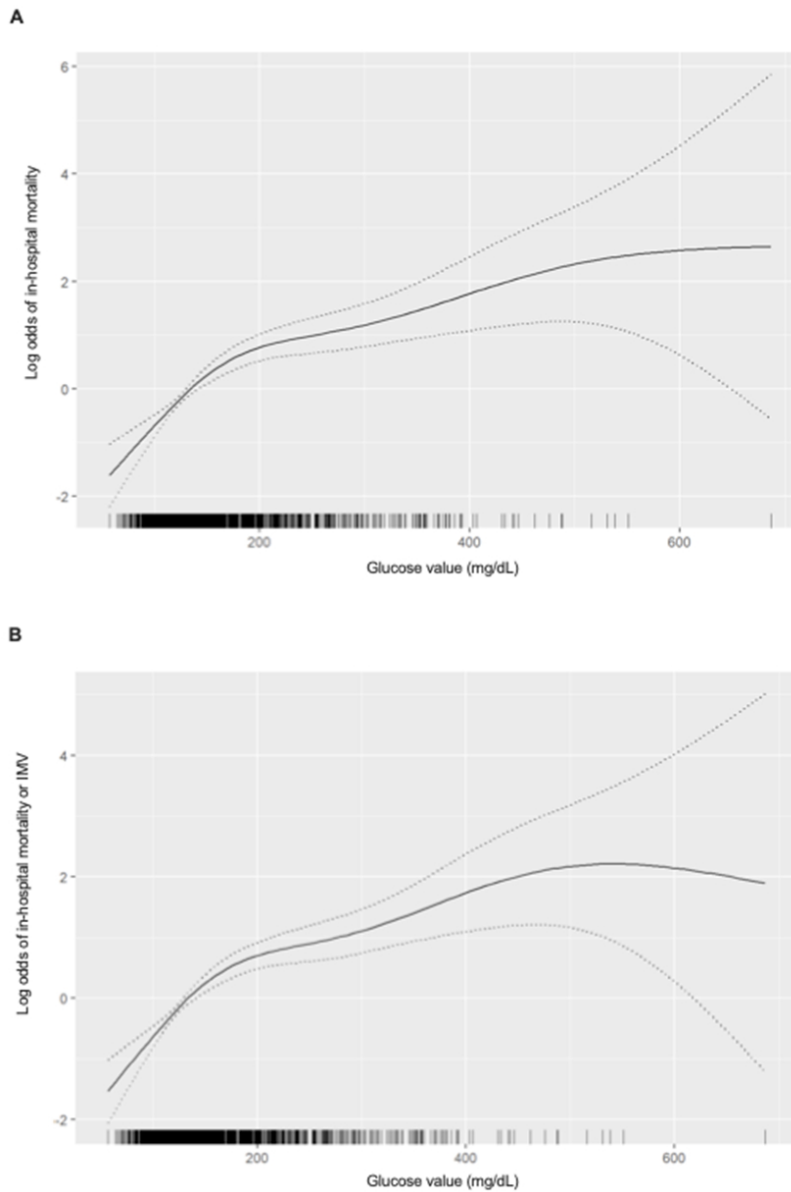 A
6
4
2
0
-2
Log odds of in-hospital mortality
200 400 600
Glucose value (mg/dL)
B
4
2
0
-2
Log odds of in-hospital mortality or IMV
200 400 600
Glucose value (mg/dL)